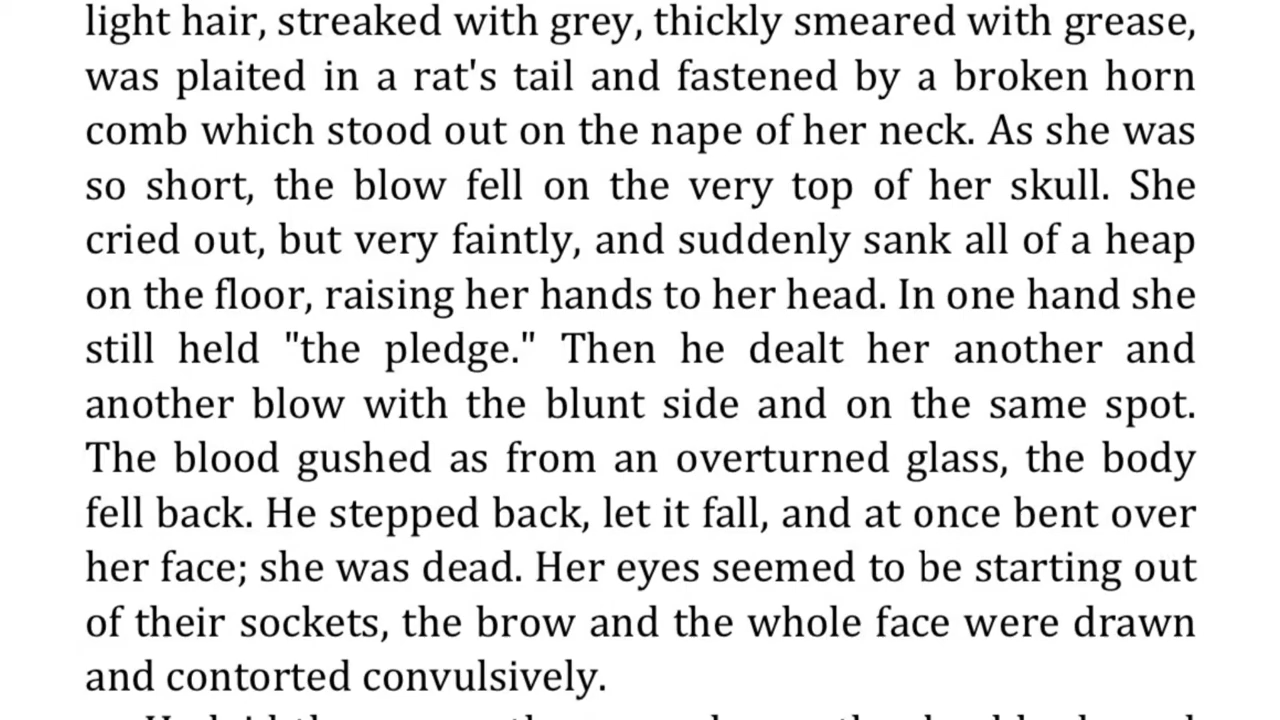 light hair, streaked with grey, thickly smeared with grease,
was plaited in a rat's tail and fastened by a broken horn
comb which stood out on the nape of her neck. As she was
so short, the blow fell on the very top of her skull. She
cried out, but very faintly, and suddenly sank all of a heap
on the floor, raising her hands to her head. In one hand she
still held "the pledge." Then he dealt her another and
another blow with the blunt side and on the same spot.
The blood gushed as from an overturned glass, the body
fell back. He stepped back, let it fall, and at once bent over
her face; she was dead. Her eyes seemed to be starting out
of their sockets, the brow and the whole face were drawn
and contorted convulsively.